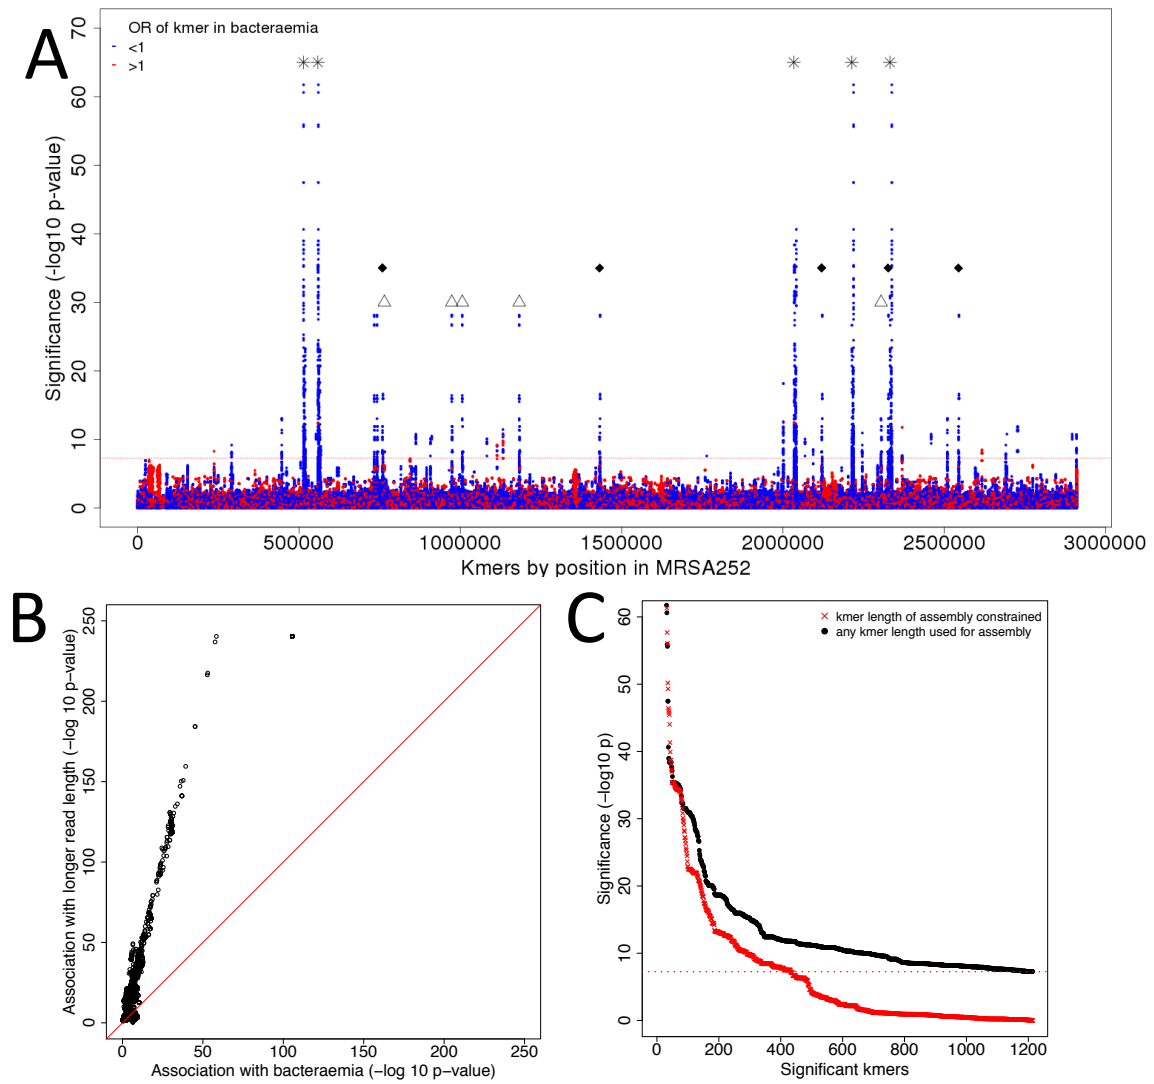 A
OR of kmer in bacteraemia
<1
>1
Significance (-log10 p-value)
70
60
50
40
30
20
10
0
0 500000 1000000 1500000 2000000 2500000 3000000
Kmers by position in MRSA252
B
Association with longer read length (−log 10 p−value)
250
200
150
100
50
0
0 50 100 150 200 250
Association with bacteraemia (−log 10 p−value)
C
kmer length of assembly constrained
any kmer length used for assembly
Significance (−log10 p)
60
50
40
30
20
10
0
0 200 400 600 800 1000 1200
Significant kmers